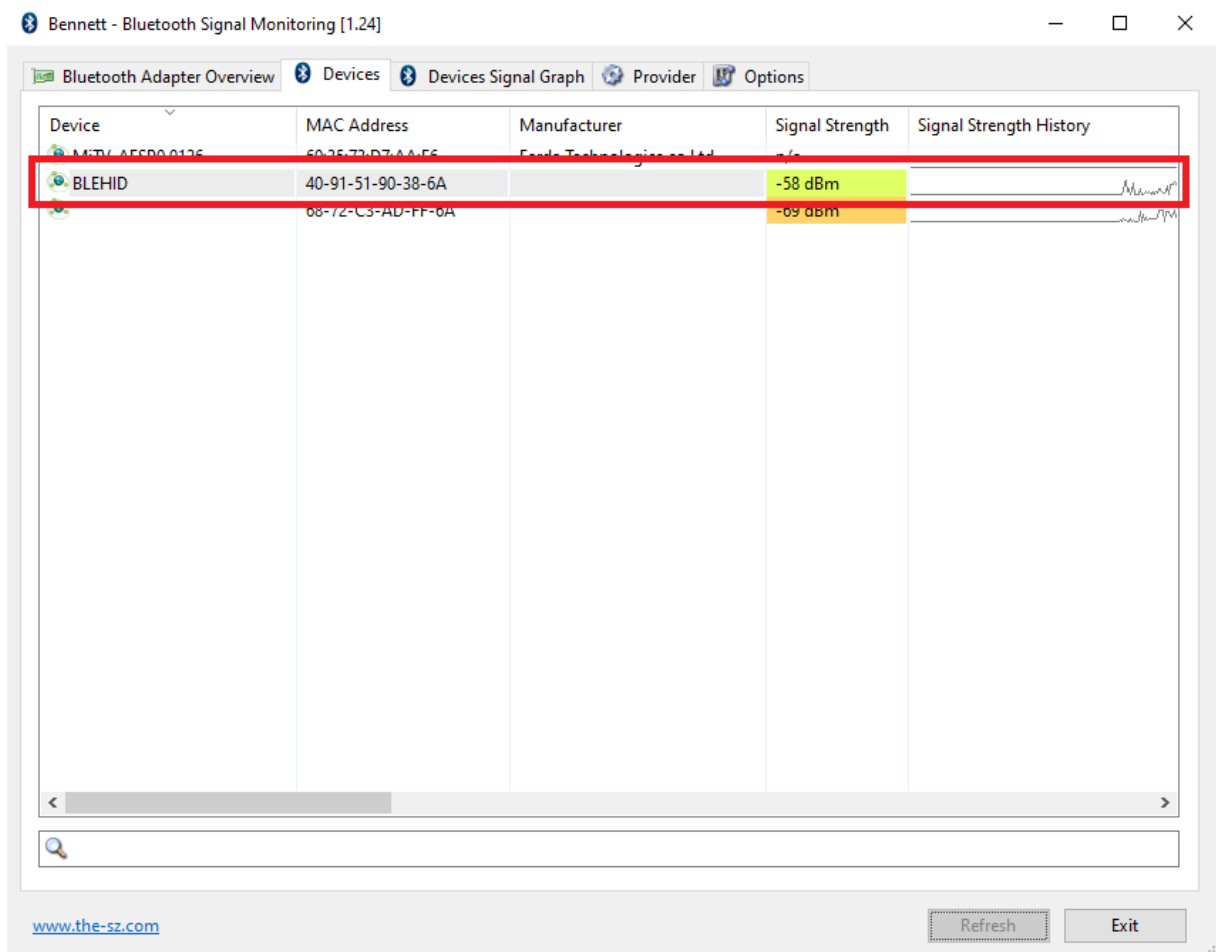 Bennett - Bluetooth Signal Monitoring [1.24]
Bluetooth Adapter Overview Devices Devices Signal Graph Provider Options
Device MAC Address Manufacturer Signal Strength Signal Strength History
BLEHID 40-91-51-90-38-6A -58 dBm
68-72-C3-AD-FF-6A -69 dBm
www.the-sz.com Refresh Exit